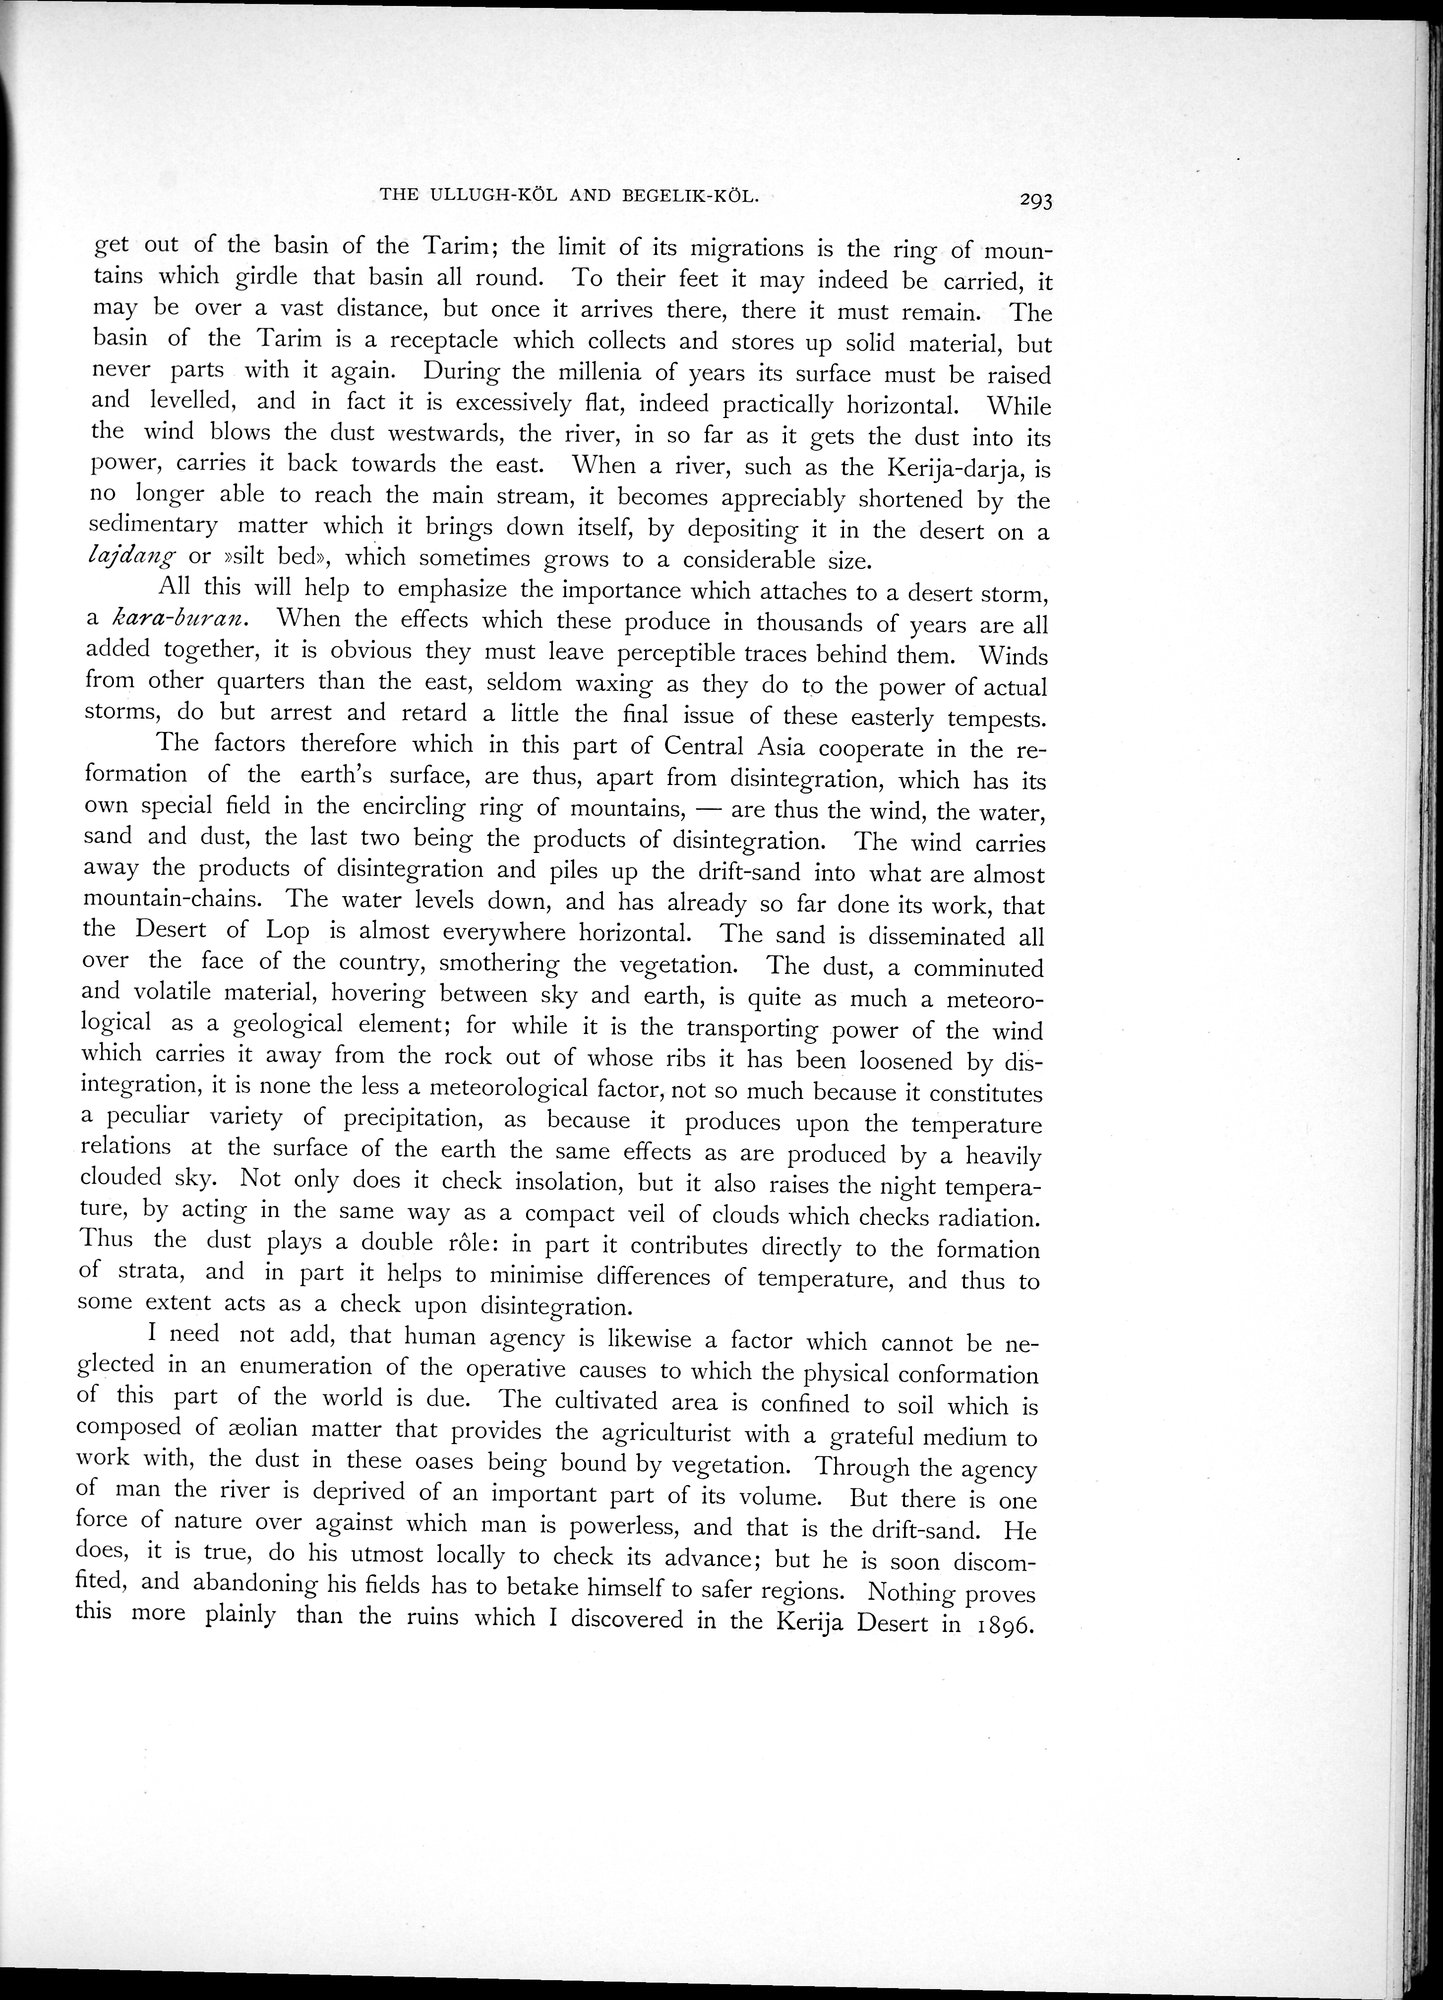 THE ULLUGH-KÖL AND BEGELIK-KÖL. 293
get out of the basin of the Tarim; the limit of its migrations is the ring of moun-
tains which girdle that basin all round. To their feet it may indeed be carried, it
may be over a vast distance, but once it arrives there, there it must remain. The
basin of the Tarim is a receptacle which collects and stores up solid material, but
never parts with it again. During the millenia of years its surface must be raised
and levelled, and in fact it is excessively flat, indeed practically horizontal. While
the wind blows the dust westwards, the river, in so far as it gets the dust into its
power, carries it back towards the east. When a river, such as the Kerija-darja, is
no longer able to reach the main stream, it becomes appreciably shortened by the
sedimentary matter which it brings down itself, by depositing it in the desert on a
lajdang or »silt bed», which sometimes grows to a considerable size.
All this will help to emphasize the importance which attaches to a desert storm,
a kara-buran. When the effects which these produce in thousands of years are all
added together, it is obvious they must leave perceptible traces behind them. Winds
from other quarters than the east, seldom waxing as they do to the power of actual
storms, do but arrest and retard a little the final issue of these easterly tempests.
The factors therefore which in this part of Central Asia cooperate in the re-
formation of the earth's surface, are thus, apart from disintegration, which has its
own special field in the encircling ring of mountains, — are thus the wind, the water,
sand and dust, the last two being the products of disintegration. The wind carries
away the products of disintegration and piles up the drift-sand into what are almost
mountain-chains. The water levels down, and has already so far done its work, that
the Desert of Lop is almost everywhere horizontal. The sand is disseminated all
over the face of the country, smothering the vegetation. The dust, a comminuted
and volatile material, hovering between sky and earth, is quite as much a meteoro-
logical as a geological element; for while it is the transporting power of the wind
which carries it away from the rock out of whose ribs it has been loosened by dis-
integration, it is none the less a meteorological factor, not so much because it constitutes
a peculiar variety of precipitation, as because it produces upon the temperature
relations at the surface of the earth the same effects as are produced by a heavily
clouded sky. Not only does it check insolation, but it also raises the night tempera-
ture, by acting in the same way as a compact veil of clouds which checks radiation.
Thus the dust plays a double rôle: in part it contributes directly to the formation
of strata, and in part it helps to minimise differences of temperature, and thus to
some extent acts as a check upon disintegration.
I need not add, that human agency is likewise a factor which cannot be ne-
glected in an enumeration of the operative causes to which the physical conformation
of this part of the world is due. The cultivated area is confined to soil which is
composed of æolian matter that provides the agriculturist with a grateful medium to
work with, the dust in these oases being bound by vegetation. Through the agency
of man the river is deprived of an important part of its volume. But there is one
force of nature over against which man is powerless, and that is the drift-sand. He
does, it is true, do his utmost locally to check its advance; but he is soon discom-
fited, and abandoning his fields has to betake himself to safer regions. Nothing proves
this more plainly than the ruins which I discovered in the Kerija Desert in 1896.